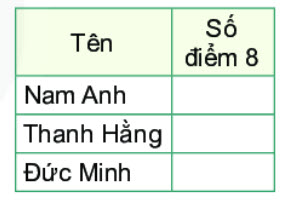 Tên
Số
điểm 8
Nam Anh
Thanh Hằng
Đức Minh